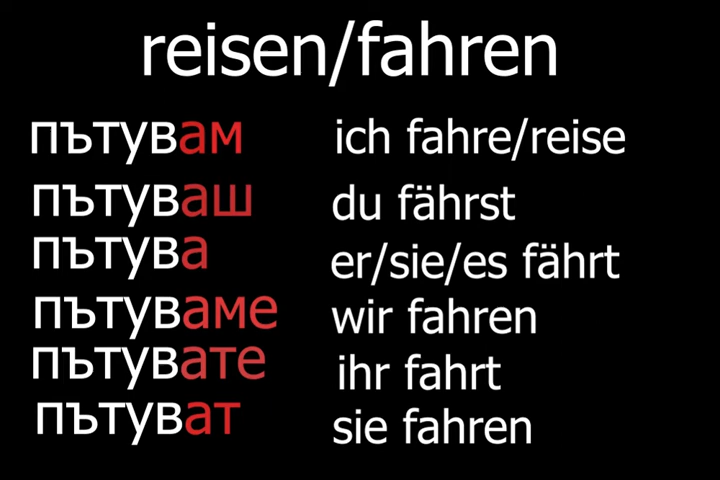 reisen/fahren
пътувам ich fahre/reise
пътуваш du fährst
пътува er/sie/es fährt
пътуваме wir fahren
пътувате ihr fahrt
пътуват sie fahren